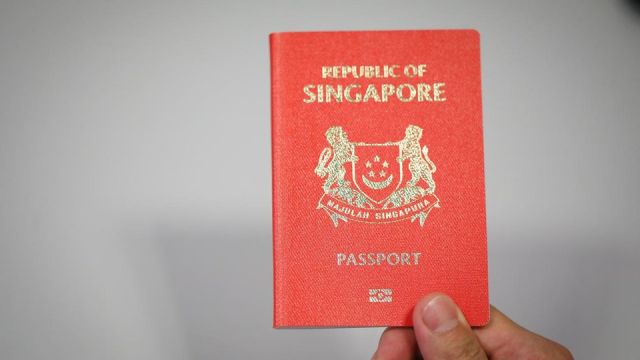 REPUBLIC OF
SINGAPORE
MAJULAH SINGAPURA
PASSPORT